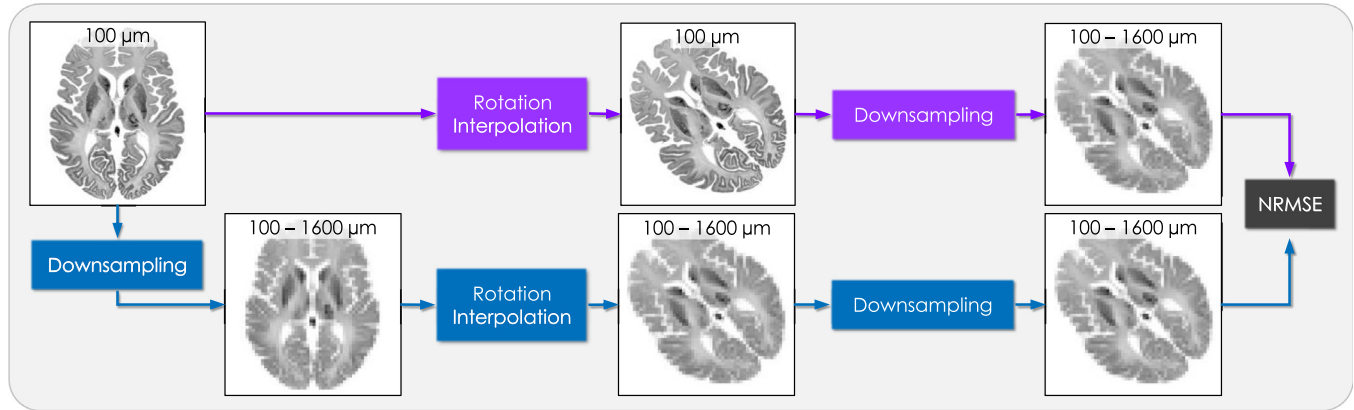 100 µm
Rotation
Interpolation
100 µm
Downsampling
100 – 1600 µm
NRMSE
Downsampling
100 – 1600 µm
Rotation
Interpolation
100 – 1600 µm
Downsampling
100 – 1600 µm